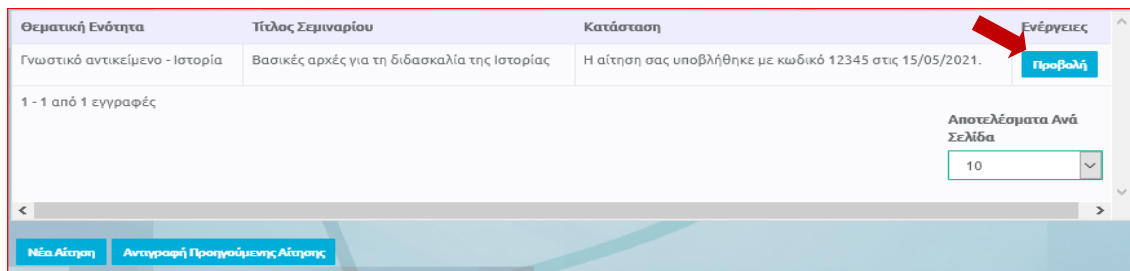 Θεματική Ενότητα Τίτλος Σεμιναρίου Κατάσταση Ενέργειες
Γνωστικό αντικείμενο - Ιστορία Βασικές αρχές για τη διδασκαλία της Ιστορίας Η αίτηση σας υποβλήθηκε με κωδικό 12345 στις 15/05/2021. Προβολή
1 - 1 από 1 εγγραφές
Αποτελέσματα Ανά
Σελίδα
10
Νέα Αίτηση Αντιγραφή Προηγούμενης Αίτησης